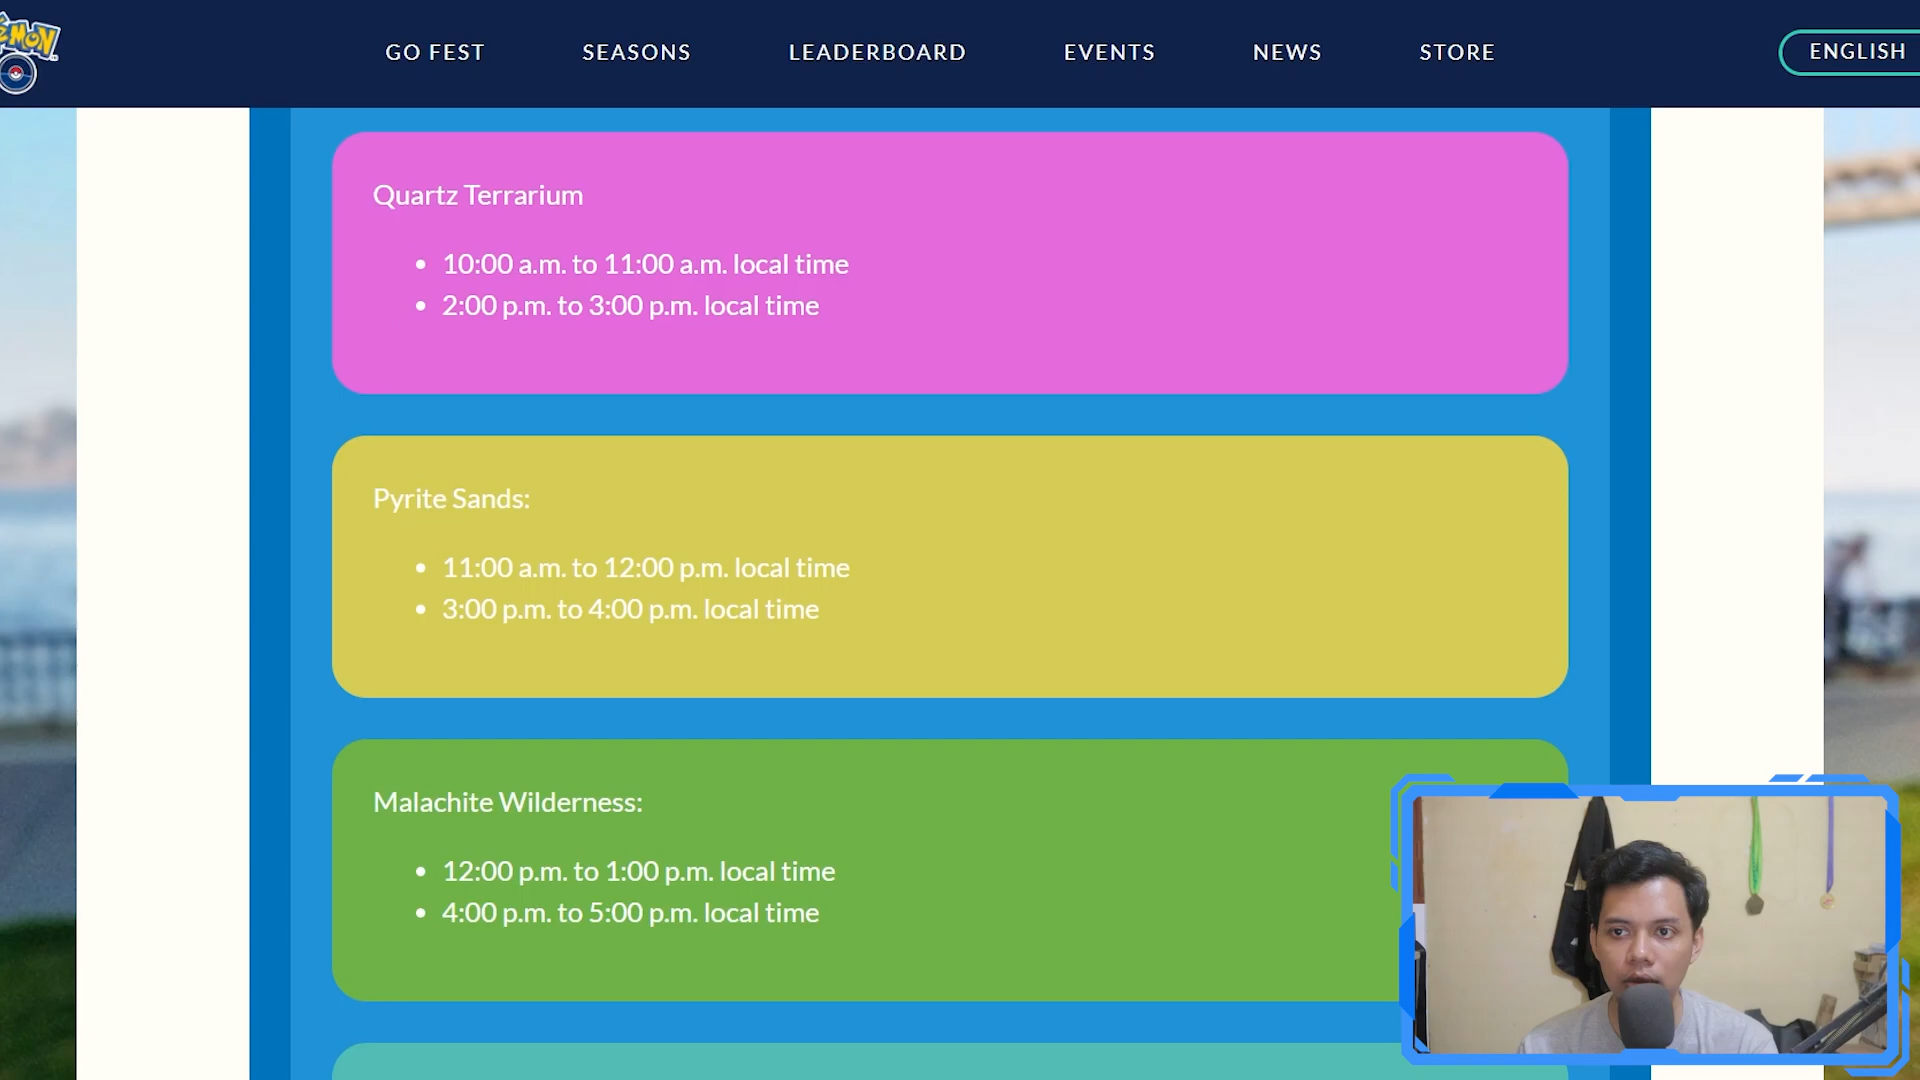 GO FEST SEASONS LEADERBOARD EVENTS NEWS STORE ENGLISH
Quartz Terrarium
• 10:00 a.m. to 11:00 a.m. local time
• 2:00 p.m. to 3:00 p.m. local time
Pyrite Sands:
• 11:00 a.m. to 12:00 p.m. local time
• 3:00 p.m. to 4:00 p.m. local time
Malachite Wilderness:
• 12:00 p.m. to 1:00 p.m. local time
• 4:00 p.m. to 5:00 p.m. local time